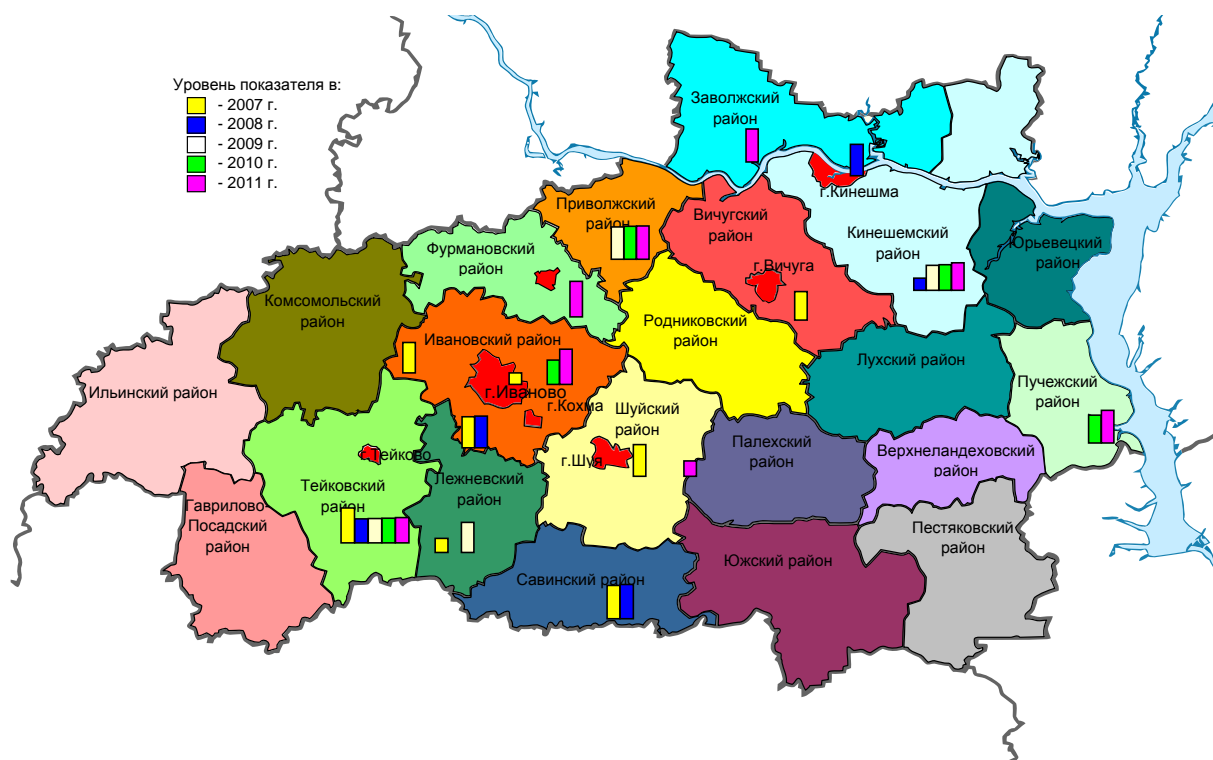 Уровень показателя в:
- 2007 г.
- 2008 г.
- 2009 г.
- 2010 г.
- 2011 г.
Заволжский
район
г.Кинешма
Приволжский
район
Вичугский
район
Кинешемский
район
Юрьевецкий
район
Фурмановский
район
г.Вичуга
Комсомольский
район
Родниковский
район
Ивановский район
Лухский район
Ильинский район
г.Иваново
г.Кохма
Пучежский
район
Шуйский
район
Палехский
район
Верхнеландеховский
район
г.Шуя
г.Тейково
Лежневский
район
Тейковский
район
Гаврилово-
Посадский
район
Пестяковский
район
Савинский район
Южский район